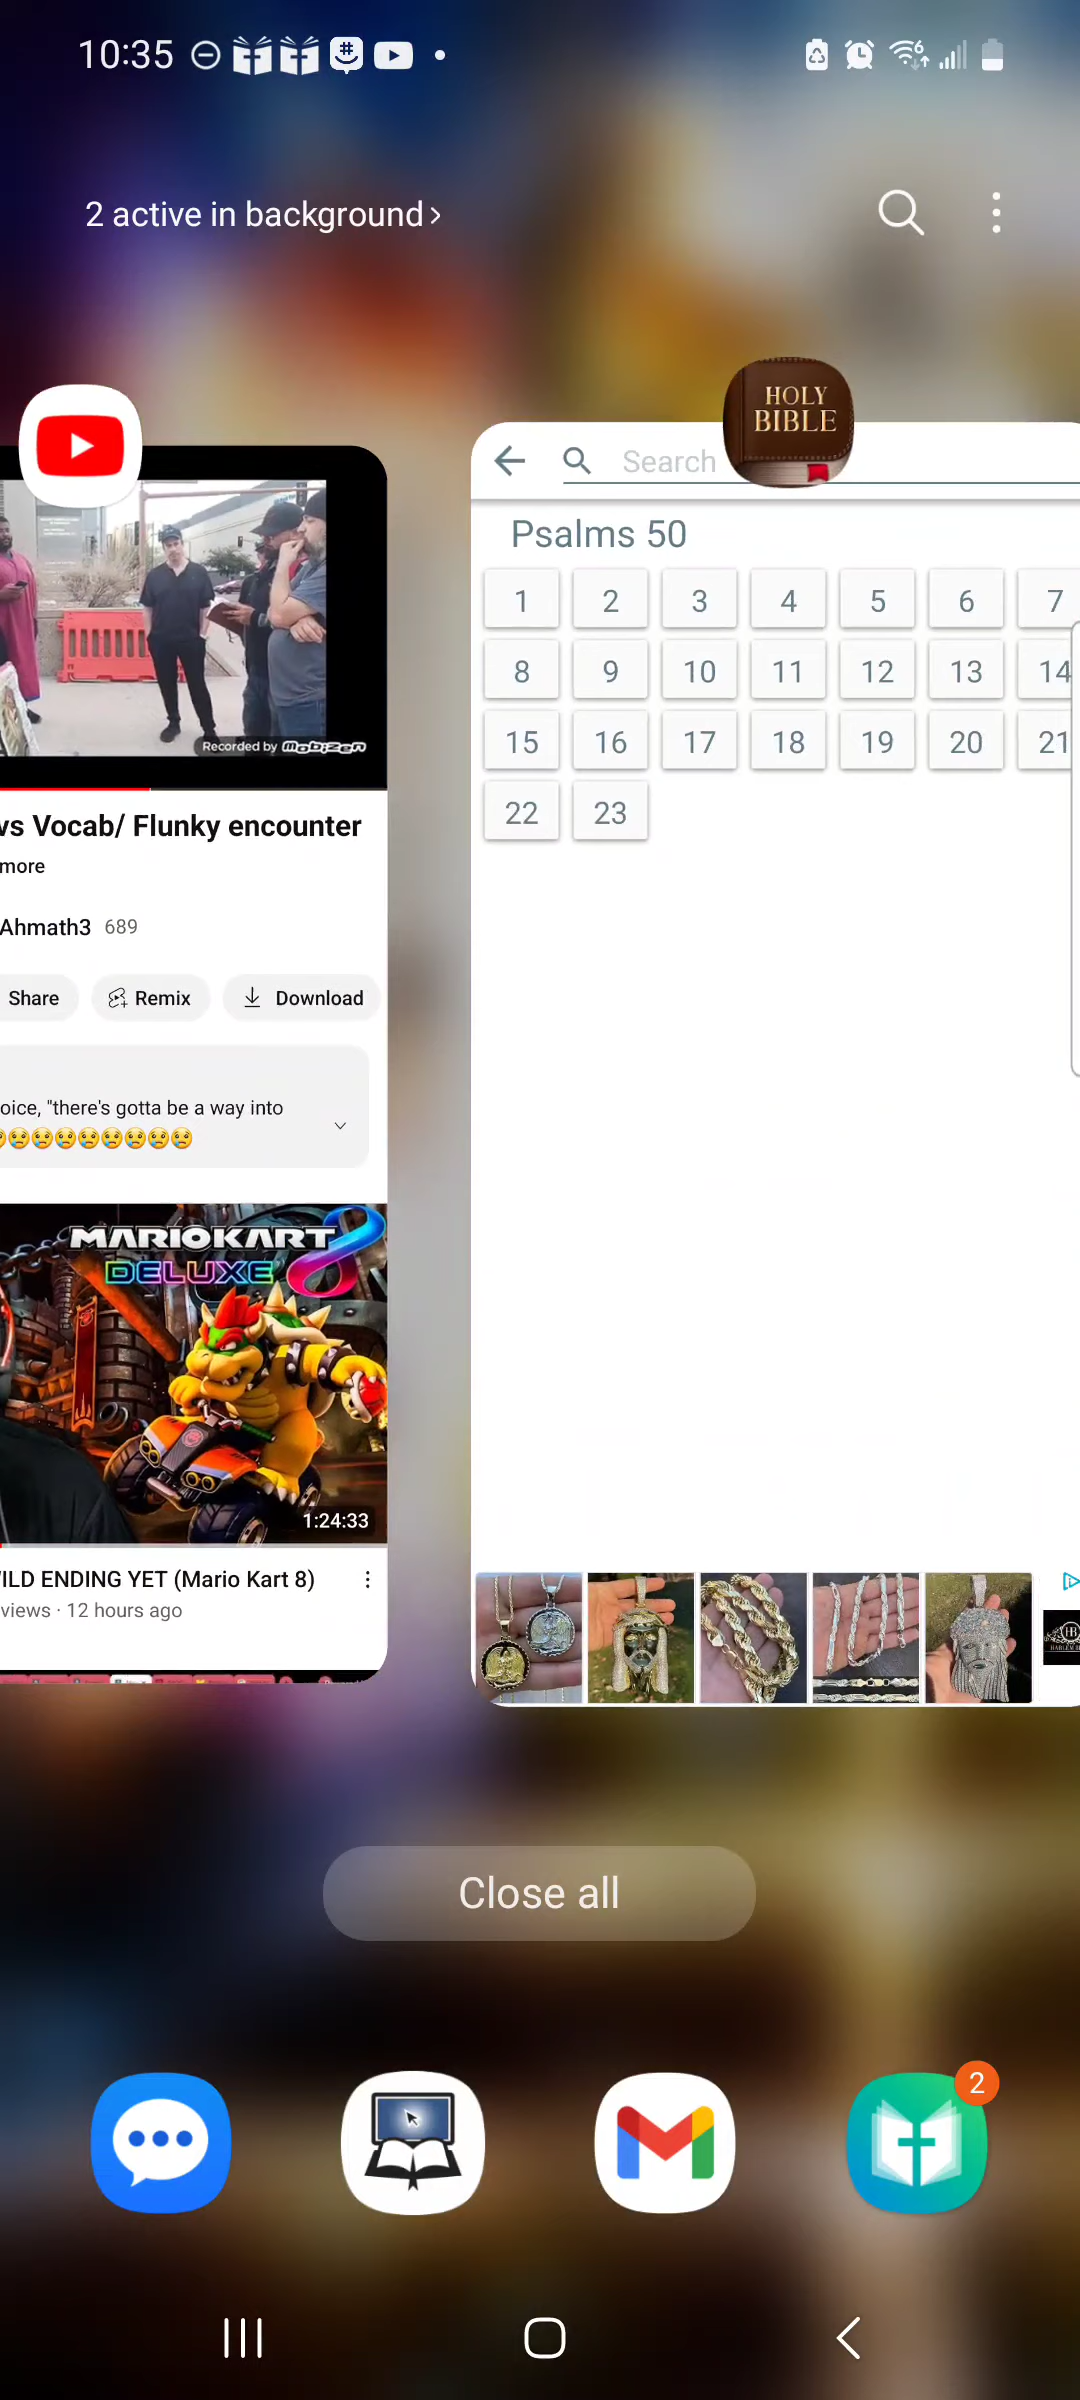 10:35
2 active in background >
HOLY
BIBLE
Search
Psalms 50
1 2 3 4 5 6 7
8 9 10 11 12 13 14
15 16 17 18 19 20 21
22 23
Recorded by Mobizen
vs Vocab/ Flunky encounter
more
Ahmath3 689
Share Remix Download
oice, "there's gotta be a way into
😢😢😢😢😢😢😢😢
MARIOKART 8
DELUXE
1:24:33
ILD ENDING YET (Mario Kart 8)
views · 12 hours ago
Close all
2